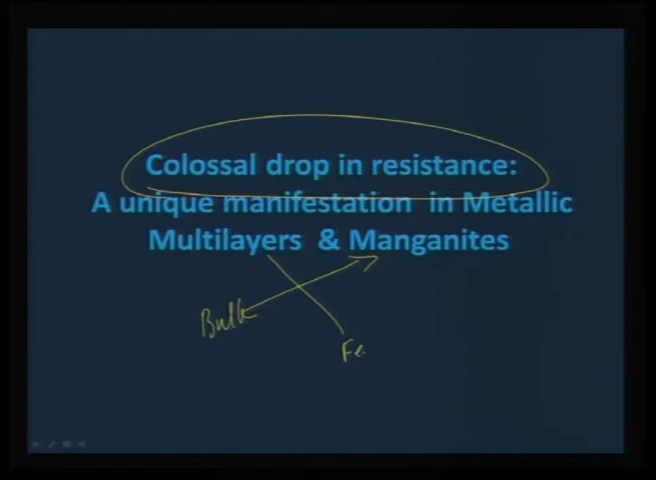 Colossal drop in resistance:
A unique manifestation in Metallic
Multilayers & Manganites
Bulk
Fe